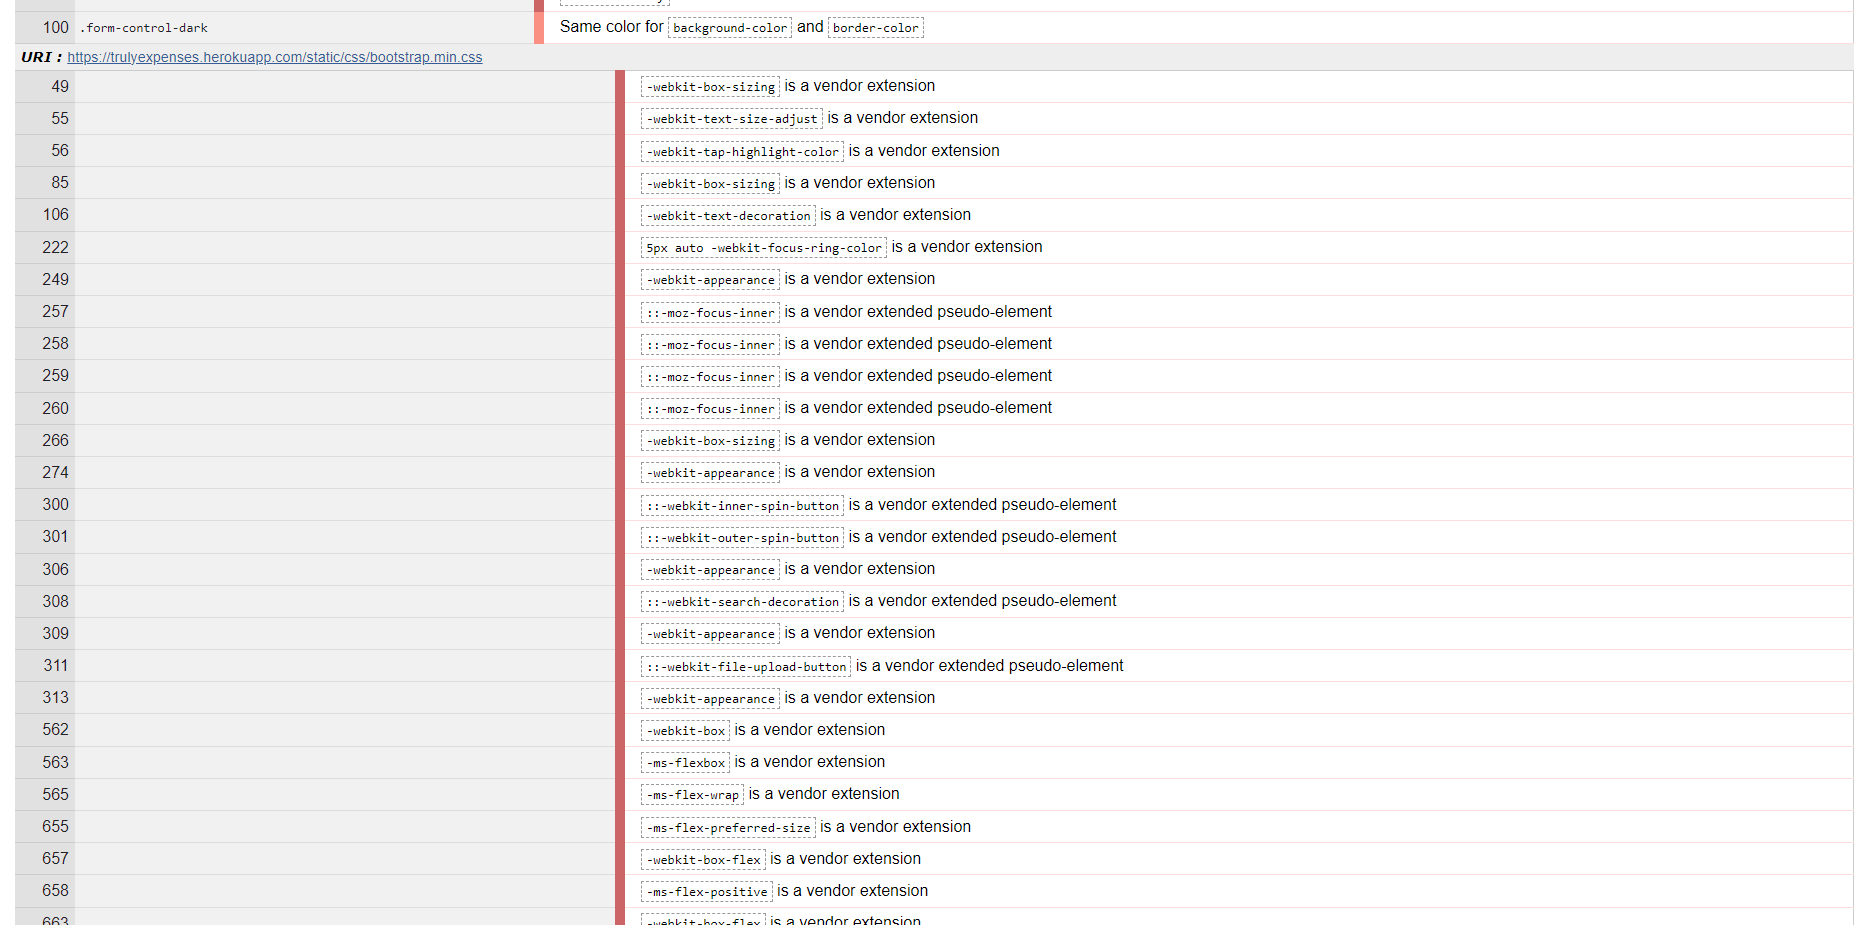 100 .form-control-dark Same color for background-color and border-color
URI : https://trulyexpenses.herokuapp.com/static/css/bootstrap.min.css
49 -webkit-box-sizing is a vendor extension
55 -webkit-text-size-adjust is a vendor extension
56 -webkit-tap-highlight-color is a vendor extension
85 -webkit-box-sizing is a vendor extension
106 -webkit-text-decoration is a vendor extension
222 5px auto -webkit-focus-ring-color is a vendor extension
249 -webkit-appearance is a vendor extension
257 ::-moz-focus-inner is a vendor extended pseudo-element
258 ::-moz-focus-inner is a vendor extended pseudo-element
259 ::-moz-focus-inner is a vendor extended pseudo-element
260 ::-moz-focus-inner is a vendor extended pseudo-element
266 -webkit-box-sizing is a vendor extension
274 -webkit-appearance is a vendor extension
300 ::-webkit-inner-spin-button is a vendor extended pseudo-element
301 ::-webkit-outer-spin-button is a vendor extended pseudo-element
306 -webkit-appearance is a vendor extension
308 ::-webkit-search-decoration is a vendor extended pseudo-element
309 -webkit-appearance is a vendor extension
311 ::-webkit-file-upload-button is a vendor extended pseudo-element
313 -webkit-appearance is a vendor extension
562 -webkit-box is a vendor extension
563 -ms-flexbox is a vendor extension
565 -ms-flex-wrap is a vendor extension
655 -ms-flex-preferred-size is a vendor extension
657 -webkit-box-flex is a vendor extension
658 -ms-flex-positive is a vendor extension
663 -webkit-box-flex is a vendor extension